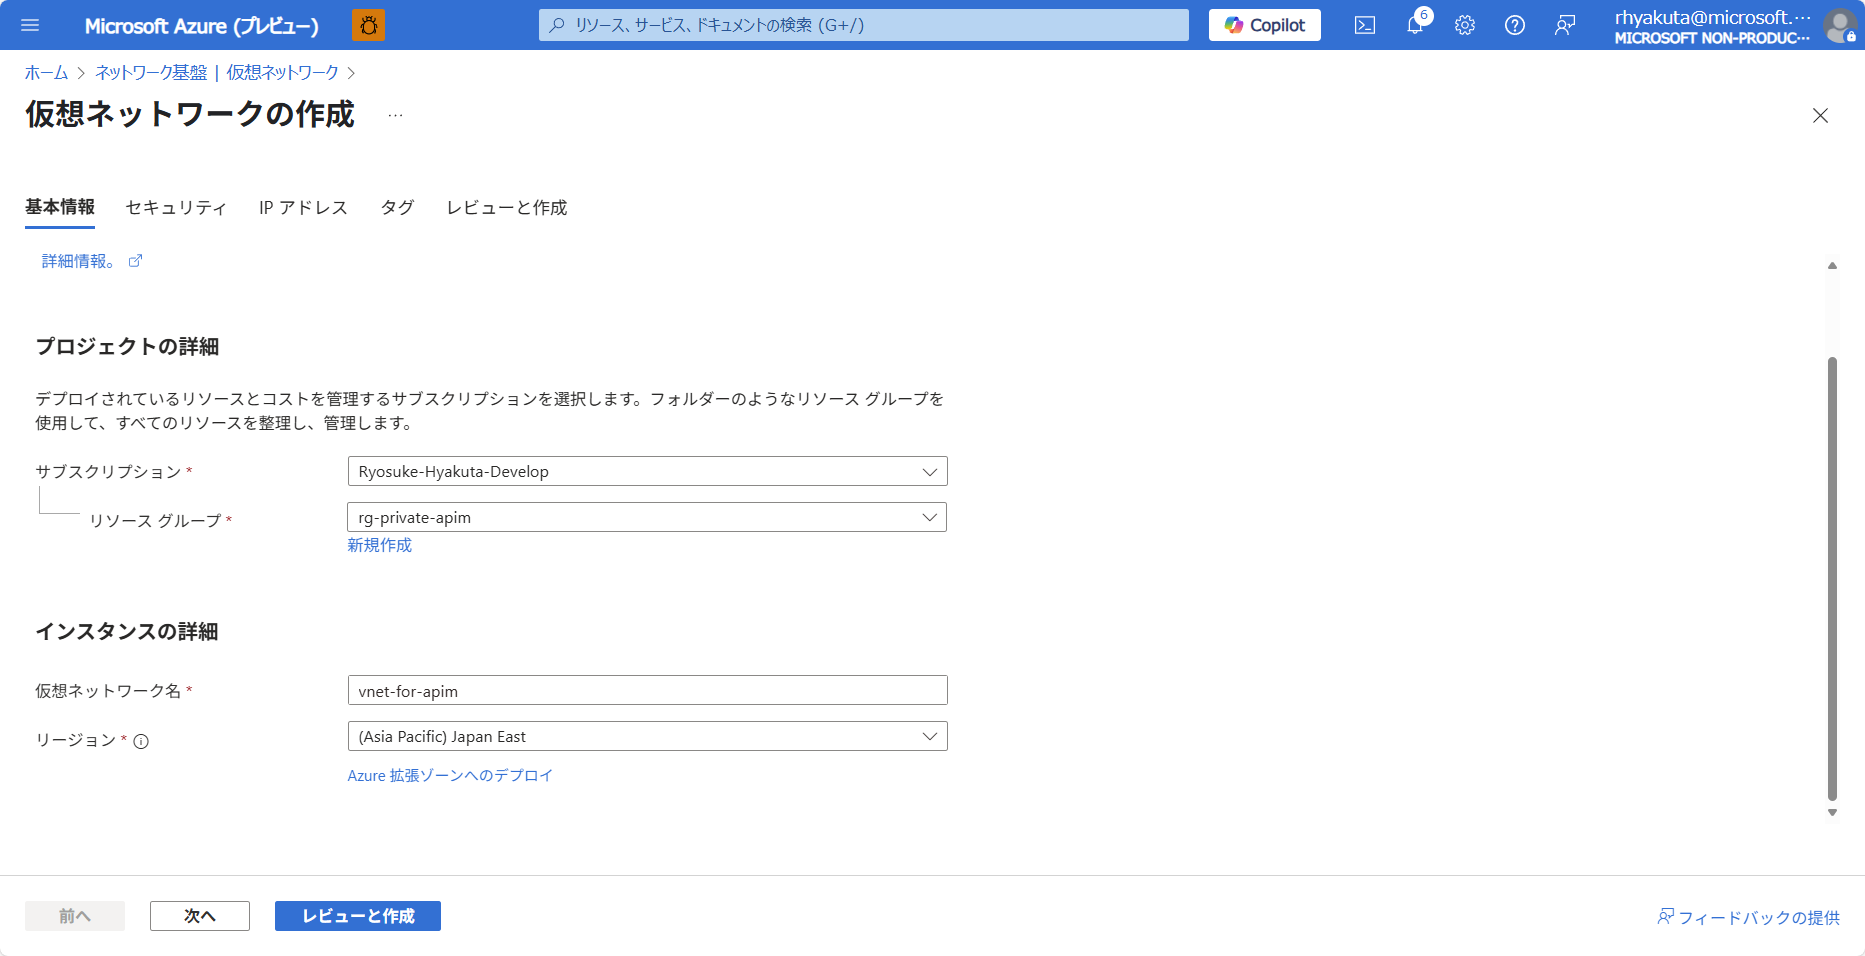 Microsoft Azure (プレビュー)
リソース、サービス、ドキュメントの検索 (G+/)
Copilot
6
rhyakuta@microsoft.…
MICROSOFT NON-PRODUC…
ホーム > ネットワーク基盤 | 仮想ネットワーク >
仮想ネットワークの作成 …
基本情報 セキュリティ IP アドレス タグ レビューと作成
詳細情報。
プロジェクトの詳細
デプロイされているリソースとコストを管理するサブスクリプションを選択します。フォルダーのようなリソース グループを
使用して、すべてのリソースを整理し、管理します。
サブスクリプション * Ryosuke-Hyakuta-Develop
リソース グループ * rg-private-apim
新規作成
インスタンスの詳細
仮想ネットワーク名 * vnet-for-apim
リージョン * (Asia Pacific) Japan East
Azure 拡張ゾーンへのデプロイ
前へ 次へ レビューと作成 フィードバックの提供